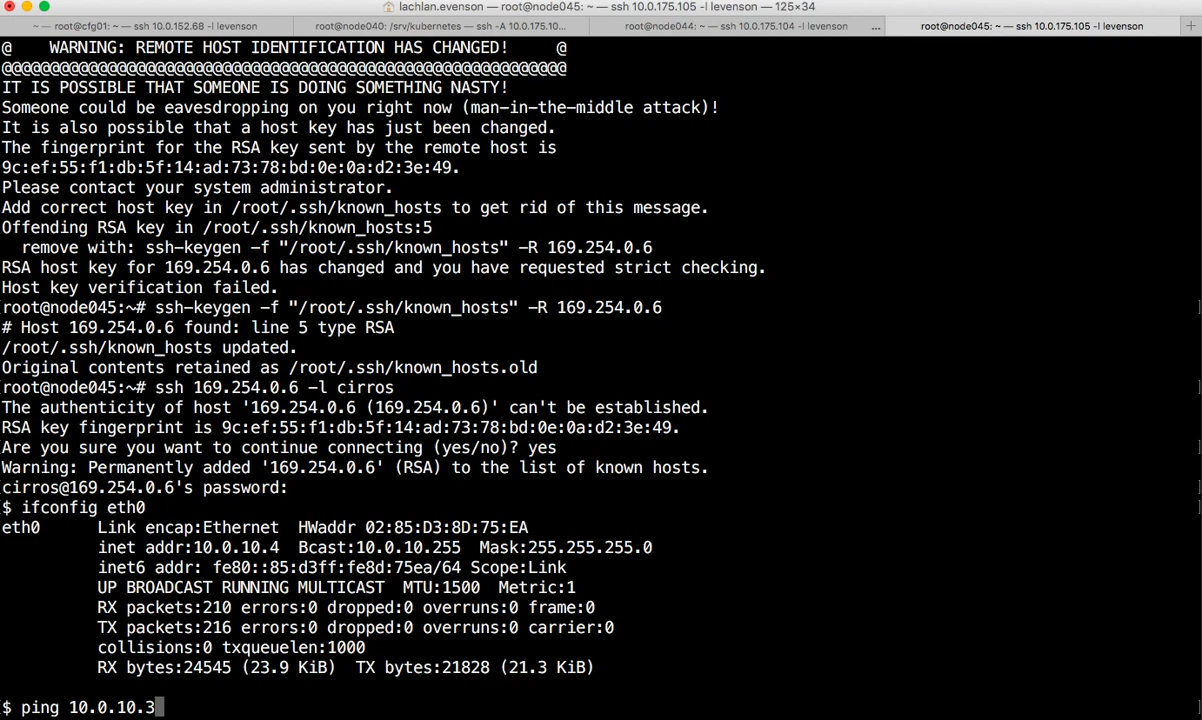 lachlan.evenson — root@node045: ~ — ssh 10.0.175.105 -l levenson — 125×34
~ — root@cfg01: ~ — ssh 10.0.152.68 -l levenson
root@node040: /srv/kubernetes — ssh -A 10.0.175.10...
root@node044: ~ — ssh 10.0.175.104 -l levenson
...
root@node045: ~ — ssh 10.0.175.105 -l levenson
+
@    WARNING: REMOTE HOST IDENTIFICATION HAS CHANGED!     @
@@@@@@@@@@@@@@@@@@@@@@@@@@@@@@@@@@@@@@@@@@@@@@@@@@@@@@@@@@@
IT IS POSSIBLE THAT SOMEONE IS DOING SOMETHING NASTY!
Someone could be eavesdropping on you right now (man-in-the-middle attack)!
It is also possible that a host key has just been changed.
The fingerprint for the RSA key sent by the remote host is
9c:ef:55:f1:db:5f:14:ad:73:78:bd:0e:0a:d2:3e:49.
Please contact your system administrator.
Add correct host key in /root/.ssh/known_hosts to get rid of this message.
Offending RSA key in /root/.ssh/known_hosts:5
  remove with: ssh-keygen -f "/root/.ssh/known_hosts" -R 169.254.0.6
RSA host key for 169.254.0.6 has changed and you have requested strict checking.
Host key verification failed.
[root@node045:~# ssh-keygen -f "/root/.ssh/known_hosts" -R 169.254.0.6 ]
# Host 169.254.0.6 found: line 5 type RSA
/root/.ssh/known_hosts updated.
Original contents retained as /root/.ssh/known_hosts.old
[root@node045:~# ssh 169.254.0.6 -l cirros ]
The authenticity of host '169.254.0.6 (169.254.0.6)' can't be established.
RSA key fingerprint is 9c:ef:55:f1:db:5f:14:ad:73:78:bd:0e:0a:d2:3e:49.
[Are you sure you want to continue connecting (yes/no)? yes ]
Warning: Permanently added '169.254.0.6' (RSA) to the list of known hosts.
[cirros@169.254.0.6's password: ]
[$ ifconfig eth0 ]
eth0      Link encap:Ethernet  HWaddr 02:85:D3:8D:75:EA
          inet addr:10.0.10.4  Bcast:10.0.10.255  Mask:255.255.255.0
          inet6 addr: fe80::85:d3ff:fe8d:75ea/64 Scope:Link
          UP BROADCAST RUNNING MULTICAST  MTU:1500  Metric:1
          RX packets:210 errors:0 dropped:0 overruns:0 frame:0
          TX packets:216 errors:0 dropped:0 overruns:0 carrier:0
          collisions:0 txqueuelen:1000
          RX bytes:24545 (23.9 KiB)  TX bytes:21828 (21.3 KiB)
[$ ping 10.0.10.3 ]